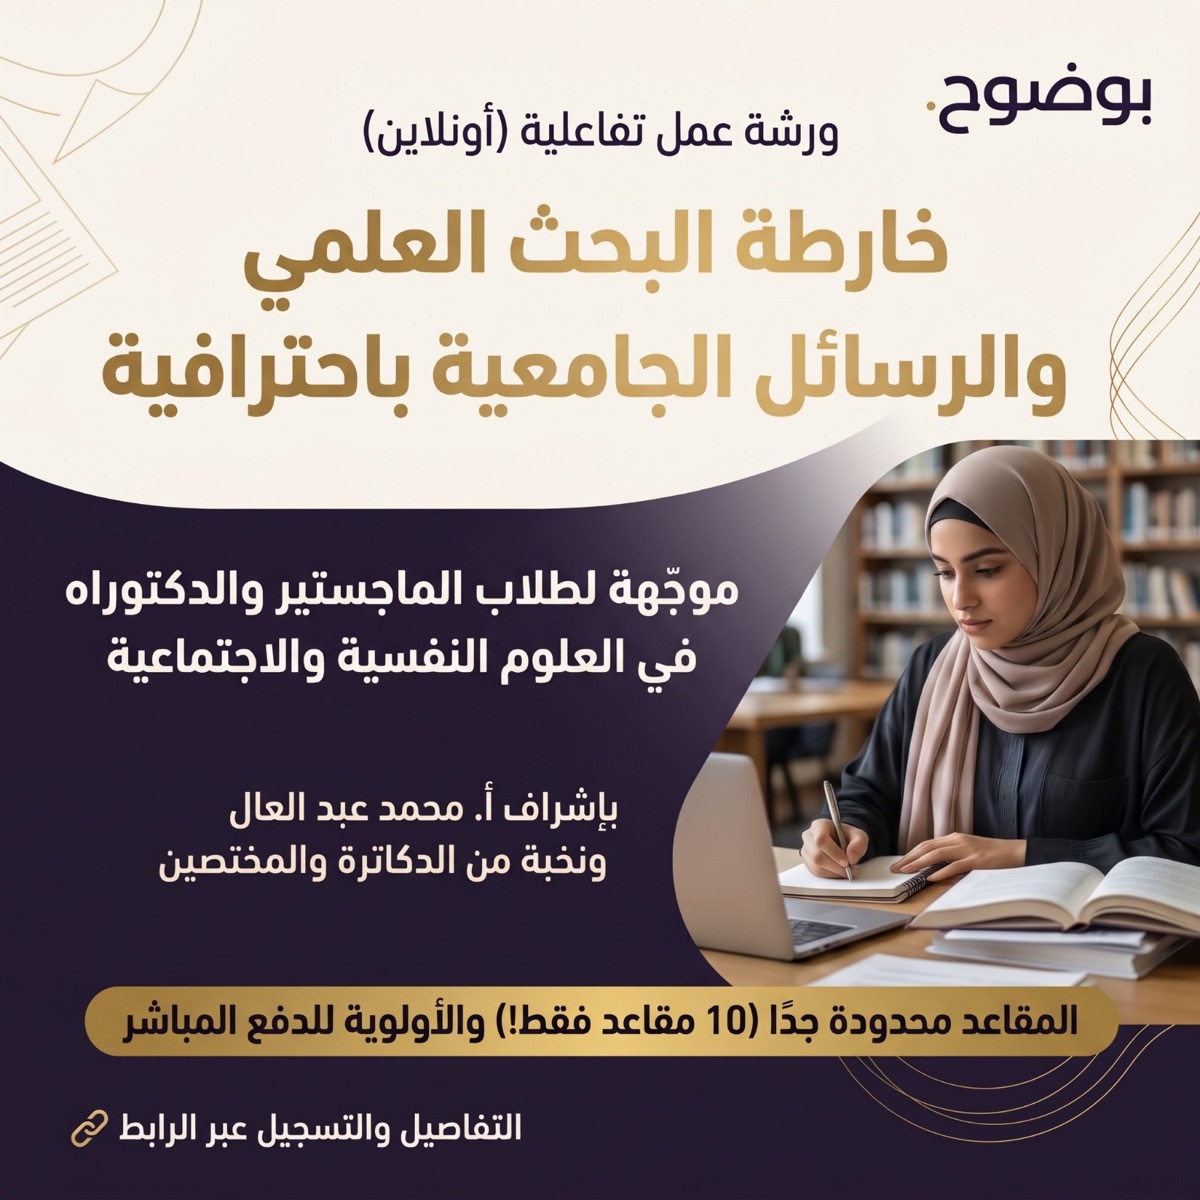 بوضوح.
ورشة عمل تفاعلية (أونلاين)
خارطة البحث العلمي
والرسائل الجامعية باحترافية
موجّهة لطلاب الماجستير والدكتوراه
في العلوم النفسية والاجتماعية
بإشراف أ. محمد عبد العال
ونخبة من الدكاترة والمختصين
المقاعد محدودة جدًا (10 مقاعد فقط!) والأولوية للدفع المباشر
التفاصيل والتسجيل عبر الرابط